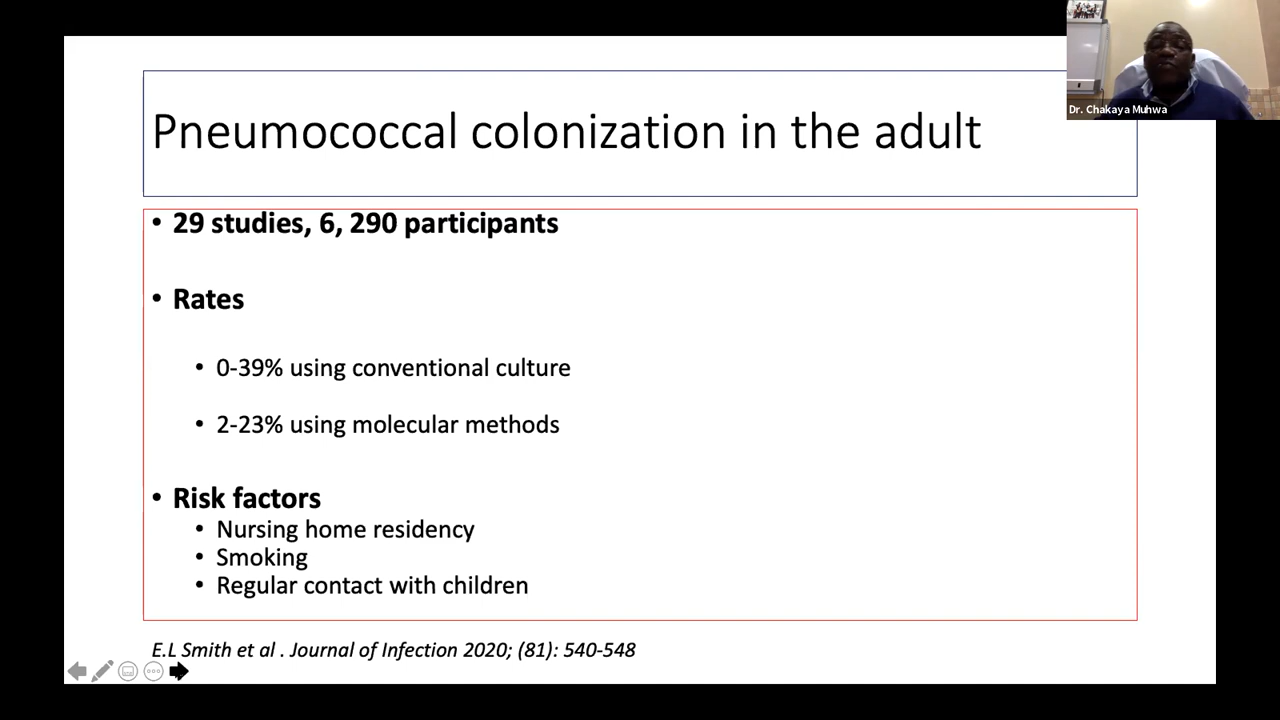 Dr. Chakaya Muhwa
Pneumococcal colonization in the adult
• 29 studies, 6, 290 participants
• Rates
• 0-39% using conventional culture
• 2-23% using molecular methods
• Risk factors
• Nursing home residency
• Smoking
• Regular contact with children
E.L Smith et al . Journal of Infection 2020; (81): 540-548